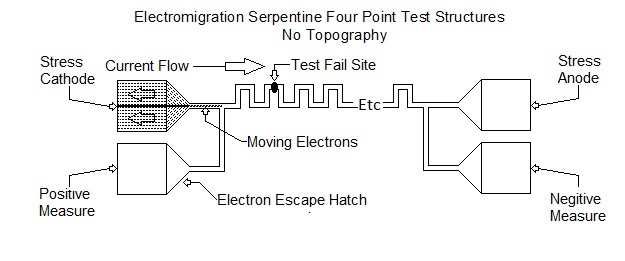 Electromigration Serpentine Four Point Test Structures
No Topography
Stress
Cathode
Current Flow
Test Fail Site
Stress
Anode
Etc
Moving Electrons
Positive
Measure
Electron Escape Hatch
Negitive
Measure